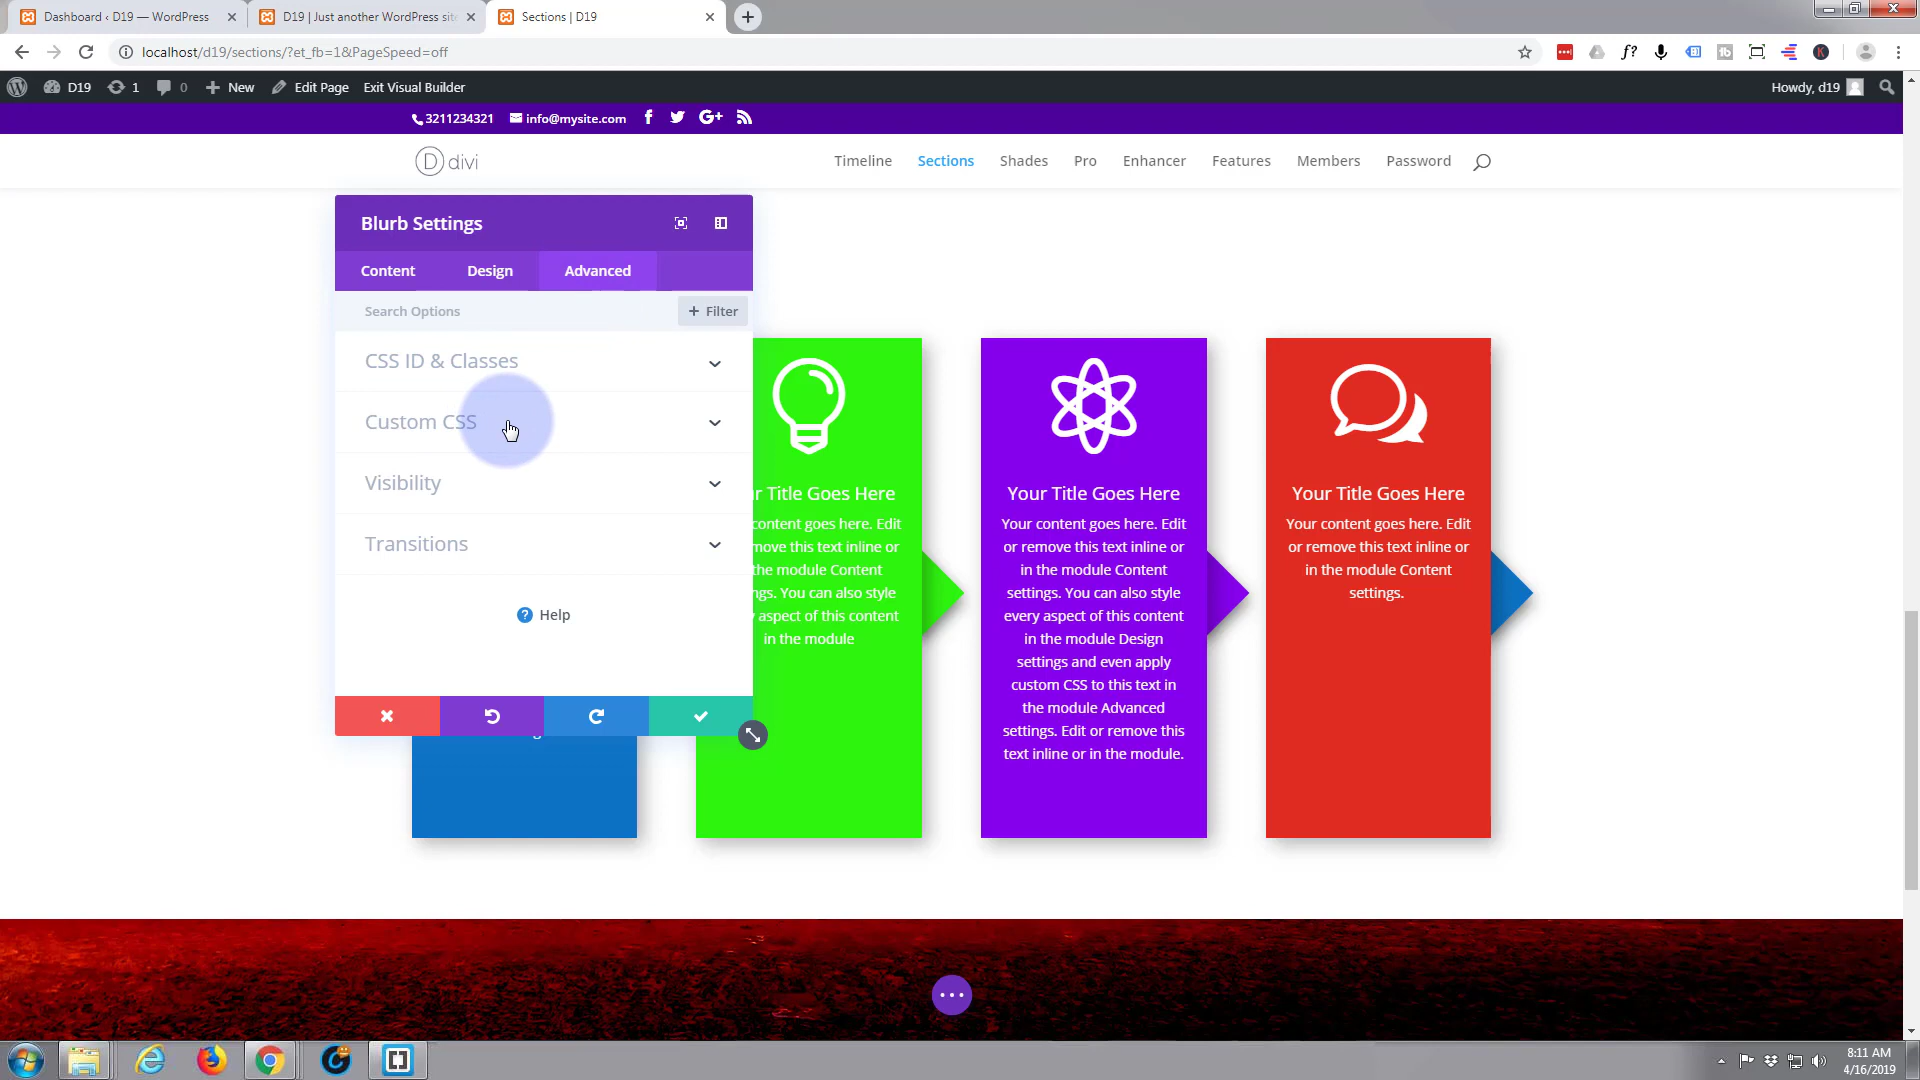 Dashboard ‹ D19 — WordPress
D19 | Just another WordPress site
Sections | D19
localhost/d19/sections/?et_fb=1&PageSpeed=off
D19
1
0
New
Edit Page
Exit Visual Builder
Howdy, d19
3211234321
info@mysite.com
divi
Timeline
Sections
Shades
Pro
Enhancer
Features
Members
Password
Blurb Settings
Content
Design
Advanced
Search Options
+ Filter
CSS ID & Classes
Custom CSS
Visibility
Transitions
Help
r Title Goes Here
content goes here. Edit
move this text inline or
the module Content
ngs. You can also style
y aspect of this content
in the module
Your Title Goes Here
Your content goes here. Edit
or remove this text inline or
in the module Content
settings. You can also style
every aspect of this content
in the module Design
settings and even apply
custom CSS to this text in
the module Advanced
settings. Edit or remove this
text inline or in the module.
Your Title Goes Here
Your content goes here. Edit
or remove this text inline or
in the module Content
settings.
8:11 AM
4/16/2019